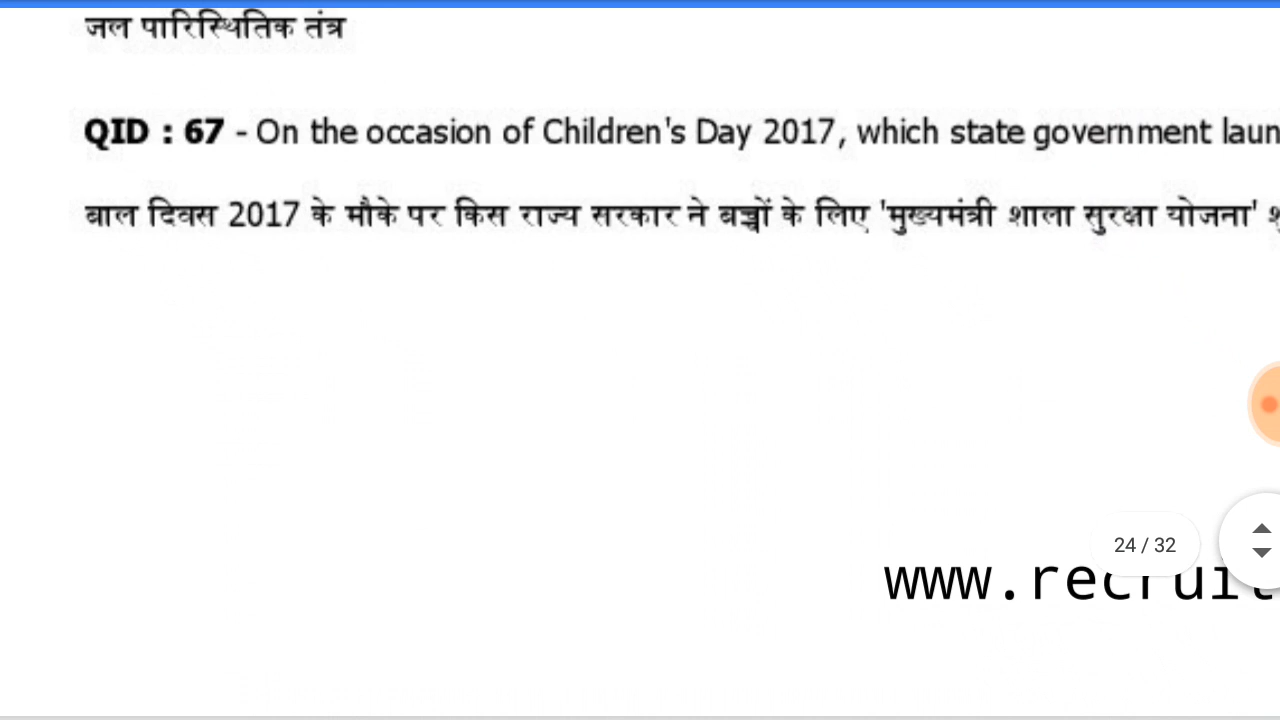 जल पारिस्थितिक तंत्र
QID : 67 - On the occasion of Children's Day 2017, which state government laun
बाल दिवस 2017 के मौके पर किस राज्य सरकार ने बच्चों के लिए 'मुख्यमंत्री शाला सुरक्षा योजना'
24 / 32
www.recruit